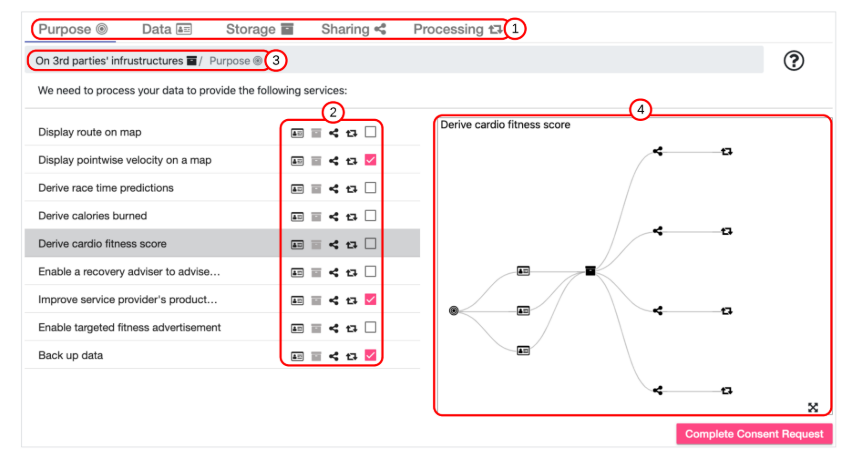 Purpose Data Storage Sharing Processing 1
On 3rd parties' infrustructures / Purpose 3
?
We need to process your data to provide the following services:
2
4
Display route on map
Display pointwise velocity on a map
Derive race time predictions
Derive calories burned
Derive cardio fitness score
Enable a recovery adviser to advise...
Improve service provider's product...
Enable targeted fitness advertisement
Back up data
Derive cardio fitness score
Complete Consent Request